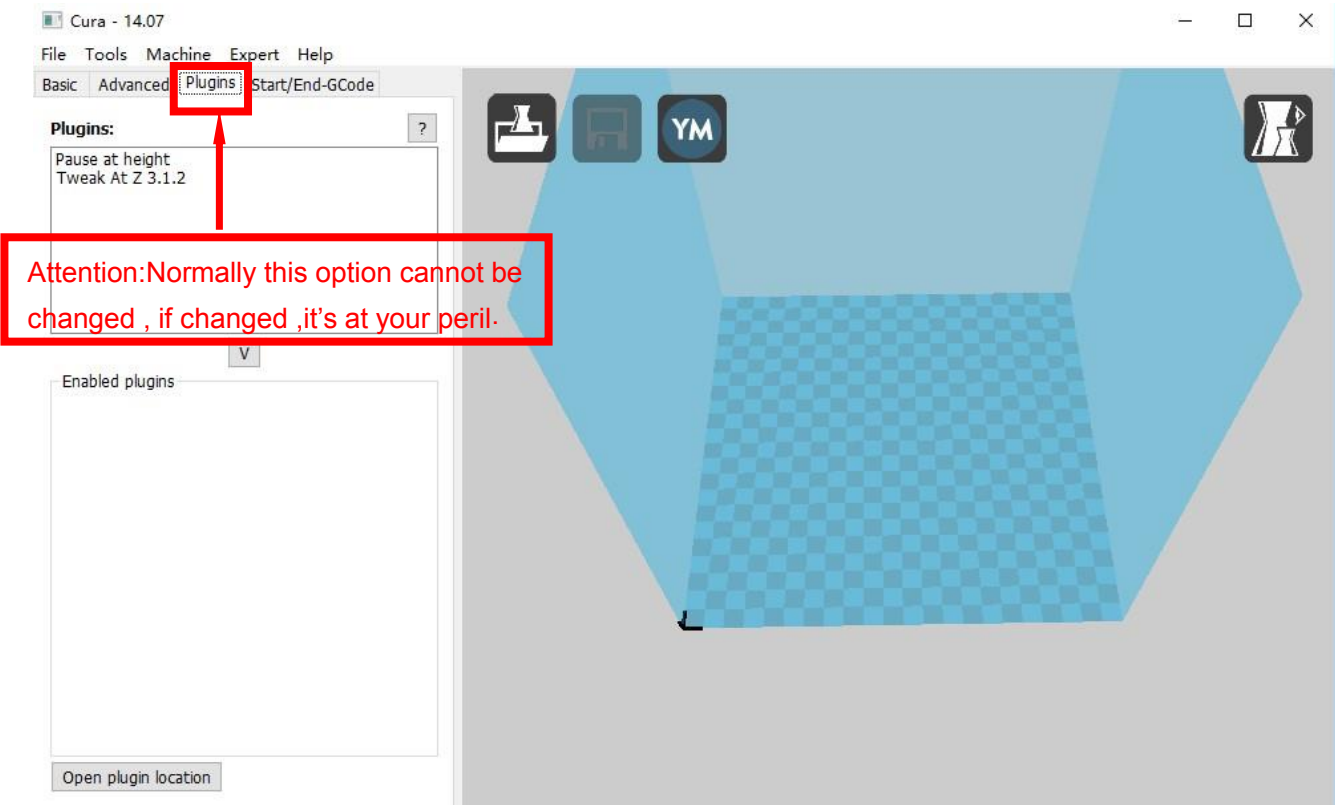 Cura - 14.07
File Tools Machine Expert Help
Basic Advanced Plugins Start/End-GCode
Plugins:
?
Pause at height
Tweak At Z 3.1.2
YM
Attention:Normally this option cannot be
changed , if changed ,it’s at your peril.
V
Enabled plugins
Open plugin location